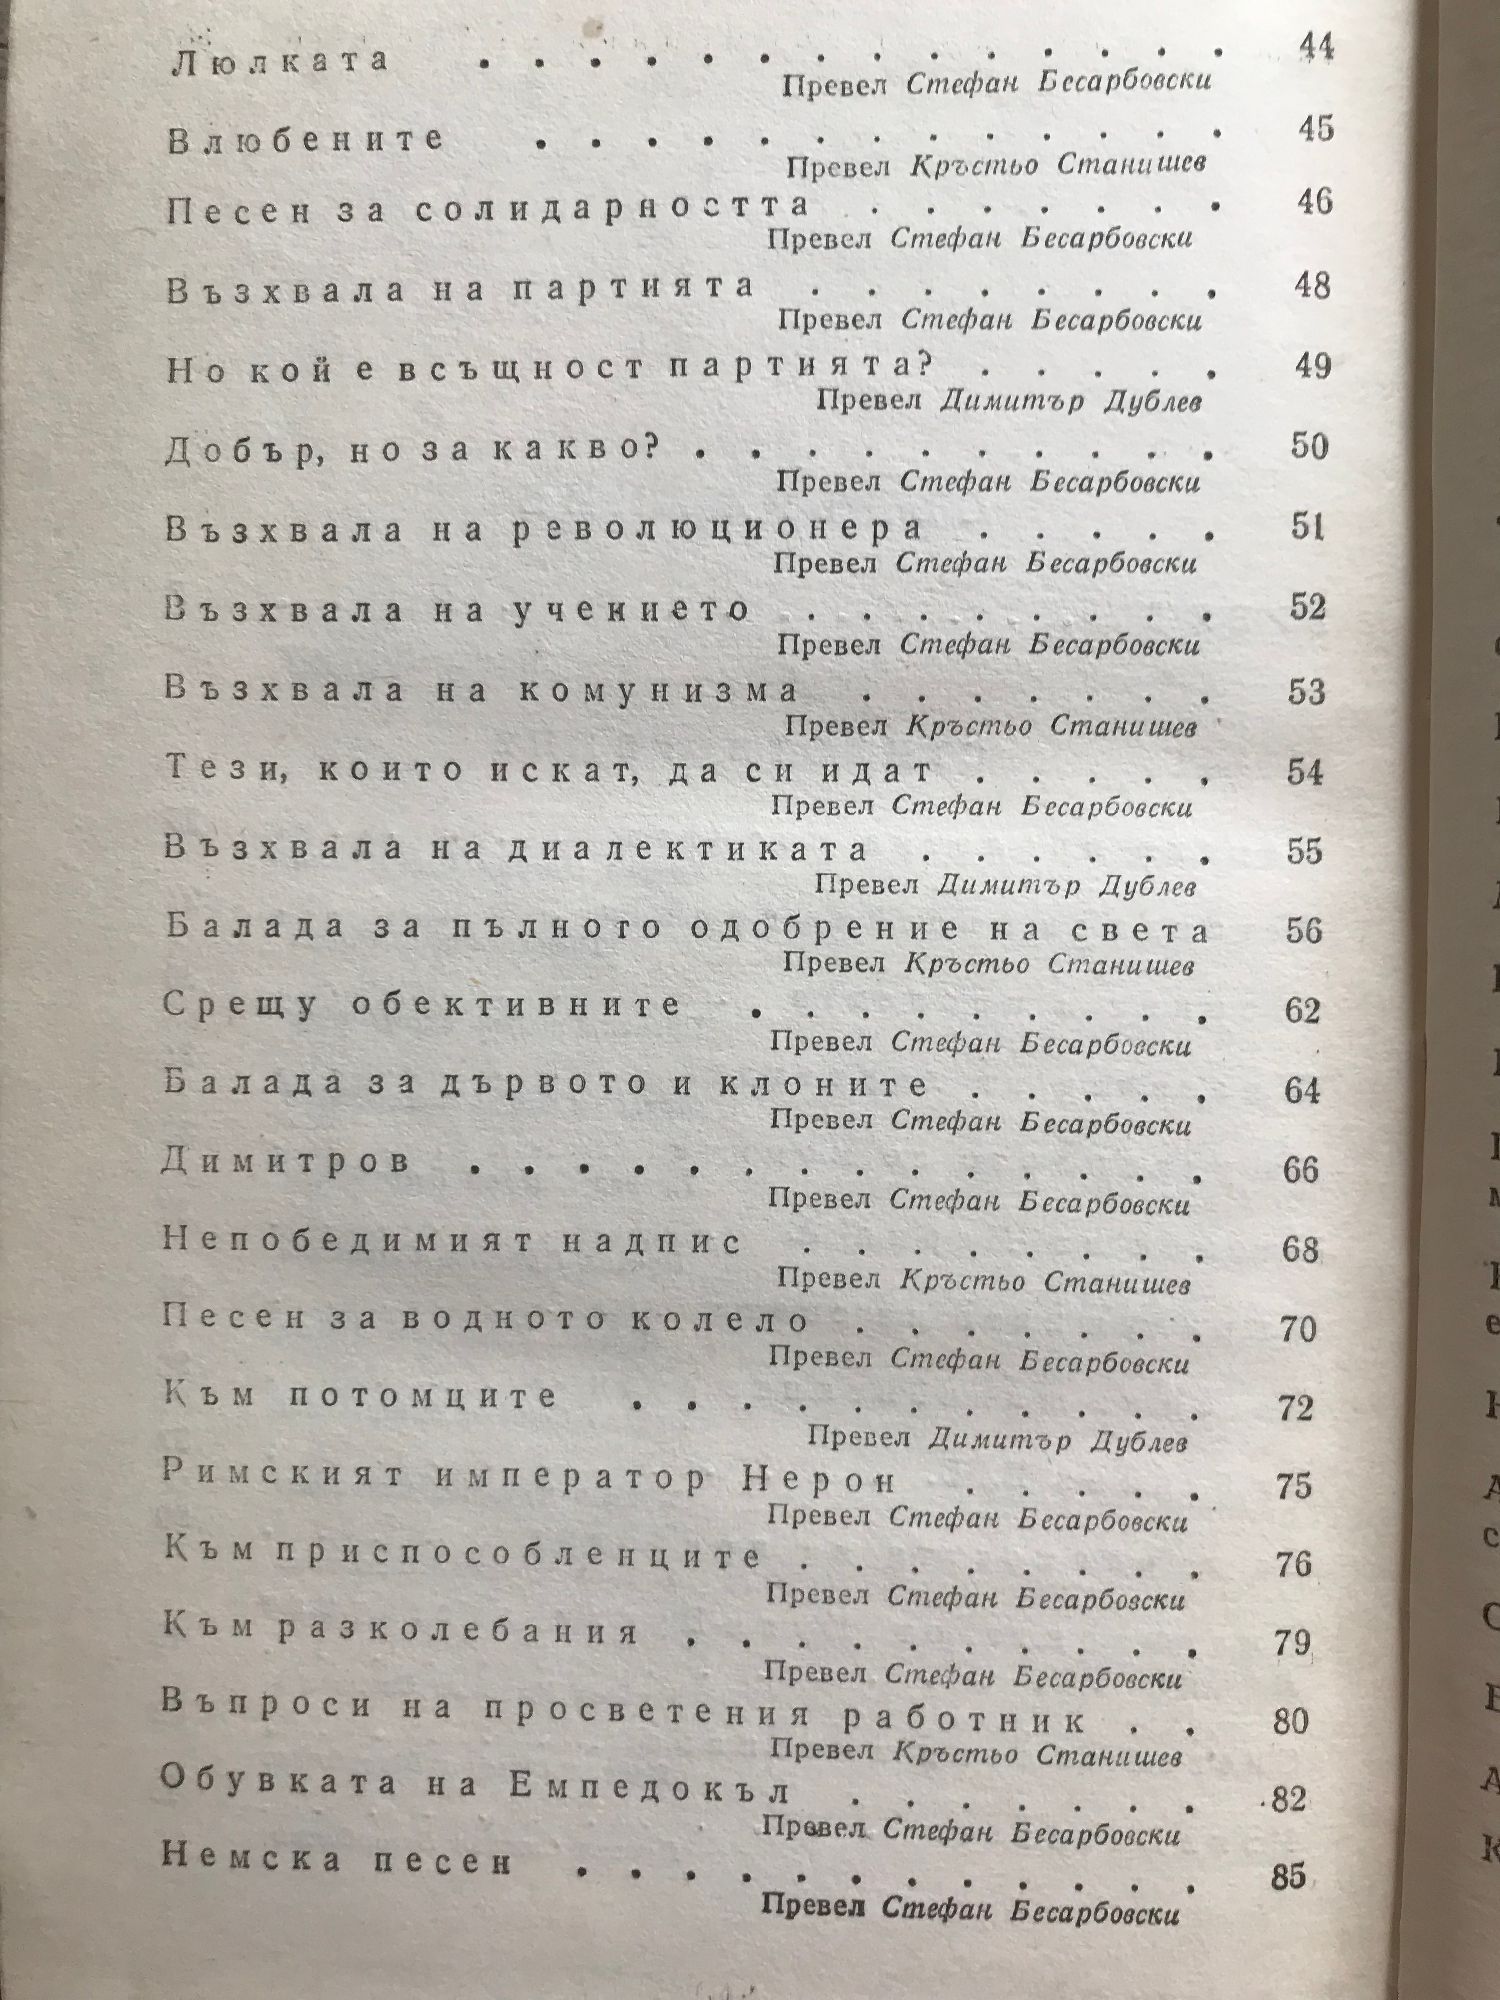 Люлката . . . . . . . . . . . . . . 44
Превел Стефан Бесарбовски
Влюбените . . . . . . . . . . . . . 45
Превел Кръстьо Станишев
Песен за солидарността . . . . . . . 46
Превел Стефан Бесарбовски
Възхвала на партията . . . . . . . . 48
Превел Стефан Бесарбовски
Но кой е всъщност партията? . . . . . 49
Превел Димитър Дублев
Добър, но за какво? . . . . . . . . . . 50
Превел Стефан Бесарбовски
Възхвала на революционера . . . . . 51
Превел Стефан Бесарбовски
Възхвала на учението . . . . . . . . 52
Превел Стефан Бесарбовски
Възхвала на комунизма . . . . . . . 53
Превел Кръстьо Станишев
Тези, които искат, да си идат . . . . . 54
Превел Стефан Бесарбовски
Възхвала на диалектиката . . . . . . 55
Превел Димитър Дублев
Балада за пълното одобрение на света 56
Превел Кръстьо Станишев
Срещу обективните . . . . . . . . . 62
Превел Стефан Бесарбовски
Балада за дървото и клоните . . . . . 64
Превел Стефан Бесарбовски
Димитров . . . . . . . . . . . . . . 66
Превел Стефан Бесарбовски
Непобедимият надпис . . . . . . . . 68
Превел Кръстьо Станишев
Песен за водното колело . . . . . . . 70
Превел Стефан Бесарбовски
Към потомците . . . . . . . . . . . 72
Превел Димитър Дублев
Римският император Нерон . . . . . 75
Превел Стефан Бесарбовски
Към приспособленците . . . . . . . . 76
Превел Стефан Бесарбовски
Към разколебания . . . . . . . . . . 79
Превел Стефан Бесарбовски
Въпроси на просветения работник . . 80
Превел Кръстьо Станишев
Обувката на Емпедокъл . . . . . . . 82
Превел Стефан Бесарбовски
Немска песен . . . . . . . . . . . . 85
Превел Стефан Бесарбовски